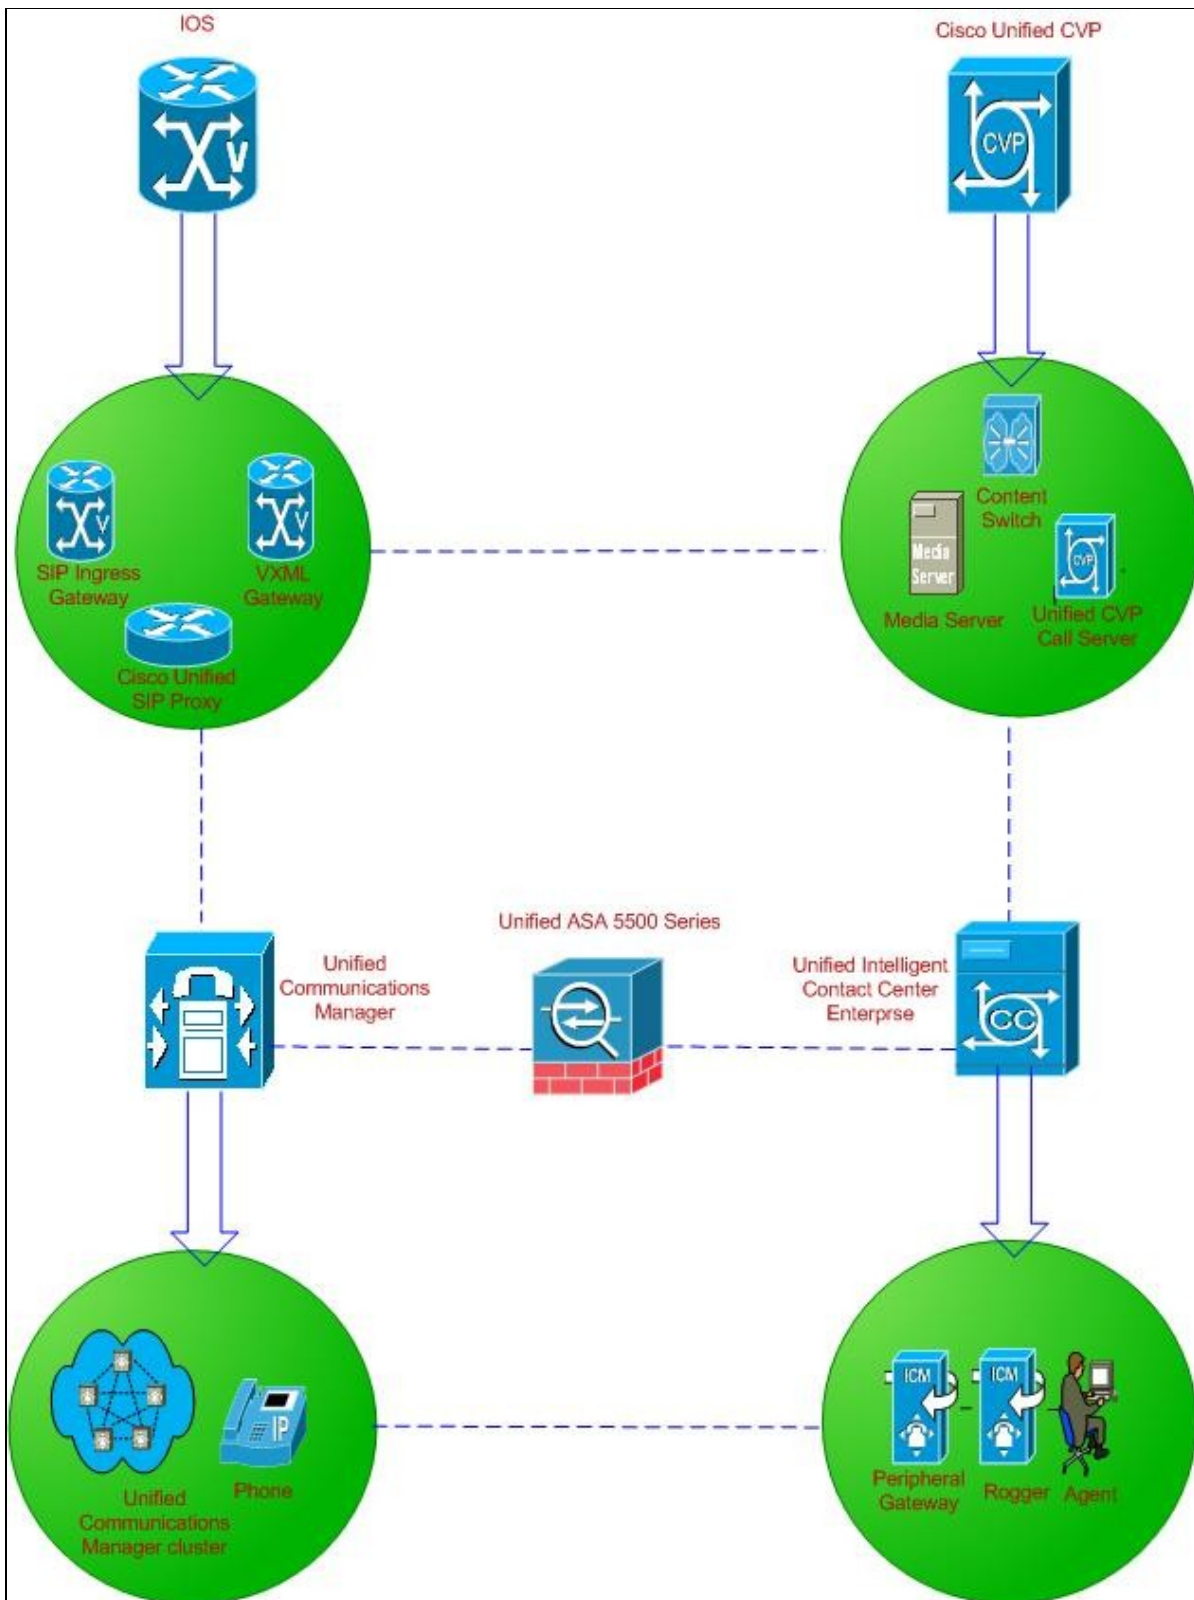 IOS
Cisco Unified CVP
V
CVP
V
SIP Ingress
Gateway
V
VXML
Gateway
Cisco Unified
SIP Proxy
Content
Switch
Media
Server
Media Server
CVP
Unified CVP
Call Server
Unified ASA 5500 Series
Unified
Communications
Manager
Unified Intelligent
Contact Center
Enterprse
CC
Unified
Communications
Manager cluster
IP
Phone
ICM
Peripheral
Gateway
ICM
Rogger
Agent